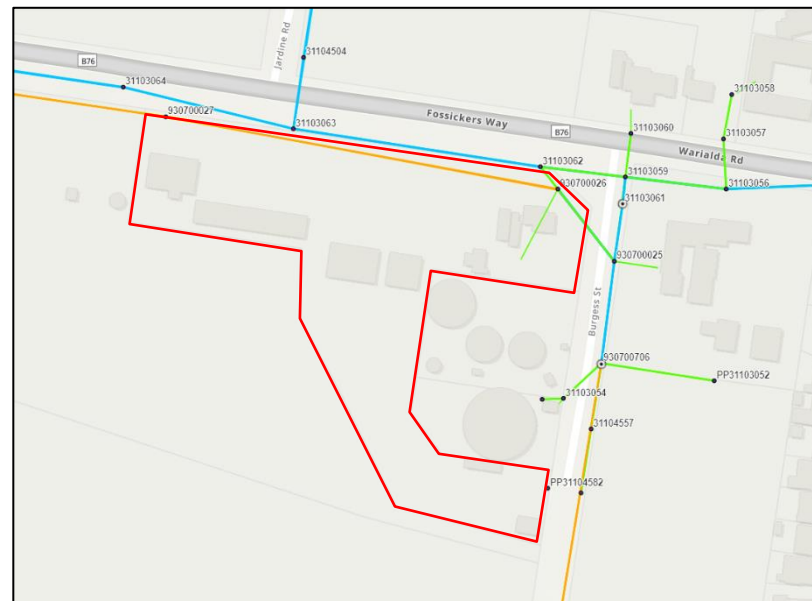 Jardine Rd
31104504
B76
31103064
31103058
930700027
31103063
Fossickers Way
B76
31103060
31103057
Warialda Rd
31103062
31103059
930700026
31103056
31103061
930700025
Burgess St
930700706
PP31103052
31103054
31104557
PP31104582